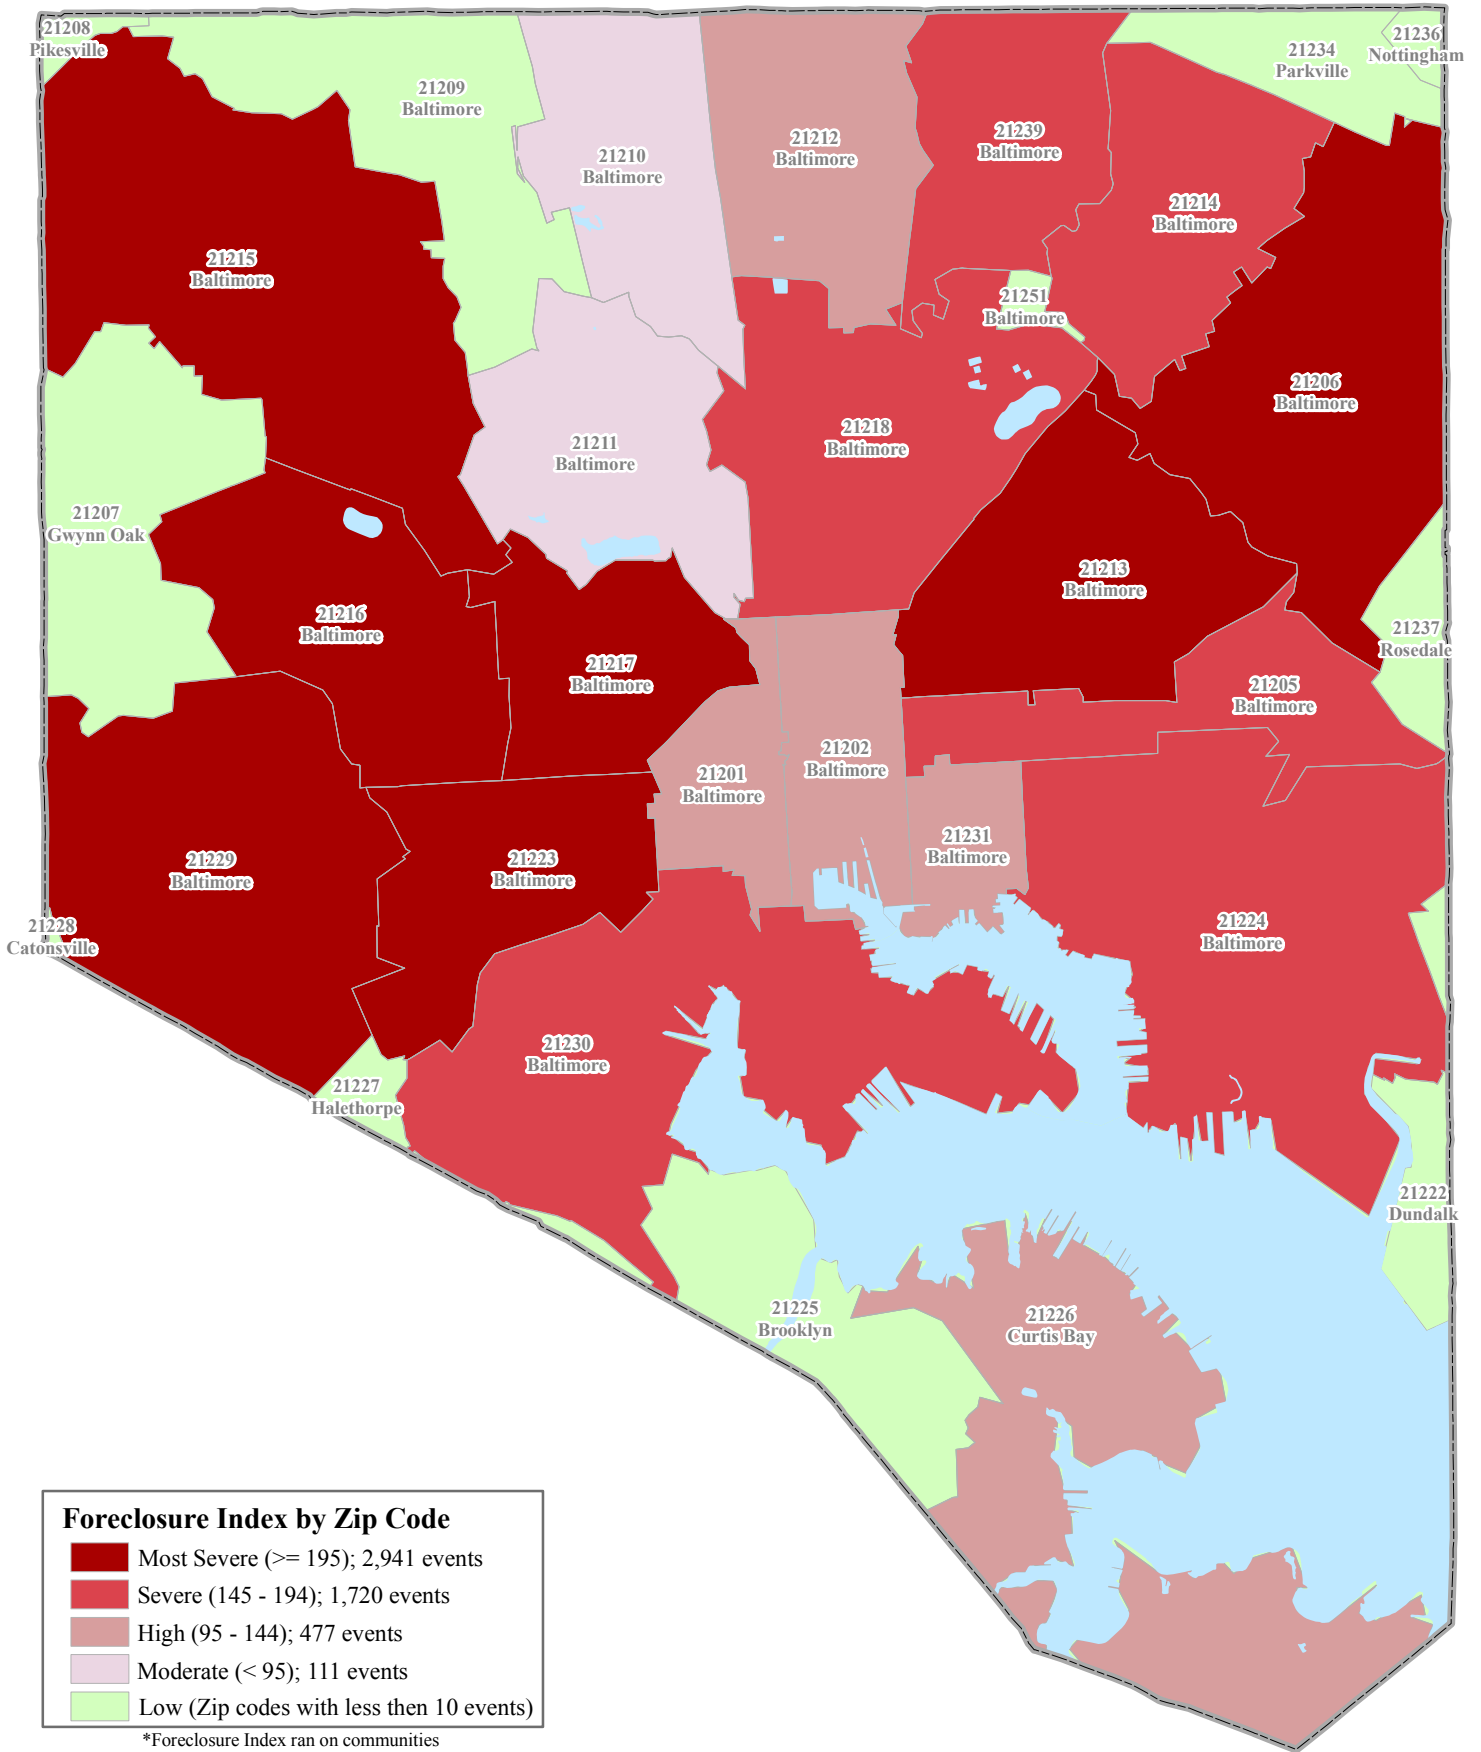 21208
Pikesville
21236
Nottingham
21234
Parkville
21209
Baltimore
21239
Baltimore
21212
Baltimore
21210
Baltimore
21214
Baltimore
21215
Baltimore
21251
Baltimore
21206
Baltimore
21218
Baltimore
21211
Baltimore
21207
Gwynn Oak
21213
Baltimore
21216
Baltimore
21237
Rosedale
21217
Baltimore
21205
Baltimore
21202
Baltimore
21201
Baltimore
21231
Baltimore
21229
Baltimore
21223
Baltimore
21228
Catonsville
21224
Baltimore
21230
Baltimore
21227
Halethorpe
21222
Dundalk
21225
Brooklyn
21226
Curtis Bay
Foreclosure Index by Zip Code
Most Severe (>= 195); 2,941 events
Severe (145 - 194); 1,720 events
High (95 - 144); 477 events
Moderate (< 95); 111 events
Low (Zip codes with less then 10 events)
*Foreclosure Index ran on communities